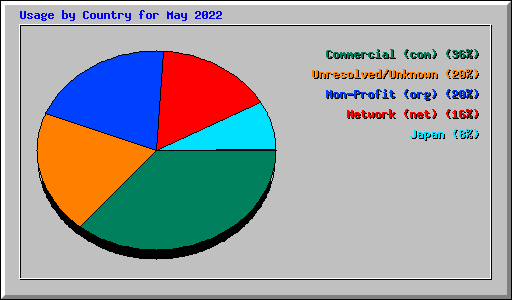 Usage by Country for May 2022
Commercial (com) (36%)
Unresolved/Unknown (20%)
Non-Profit (org) (20%)
Network (net) (16%)
Japan (8%)